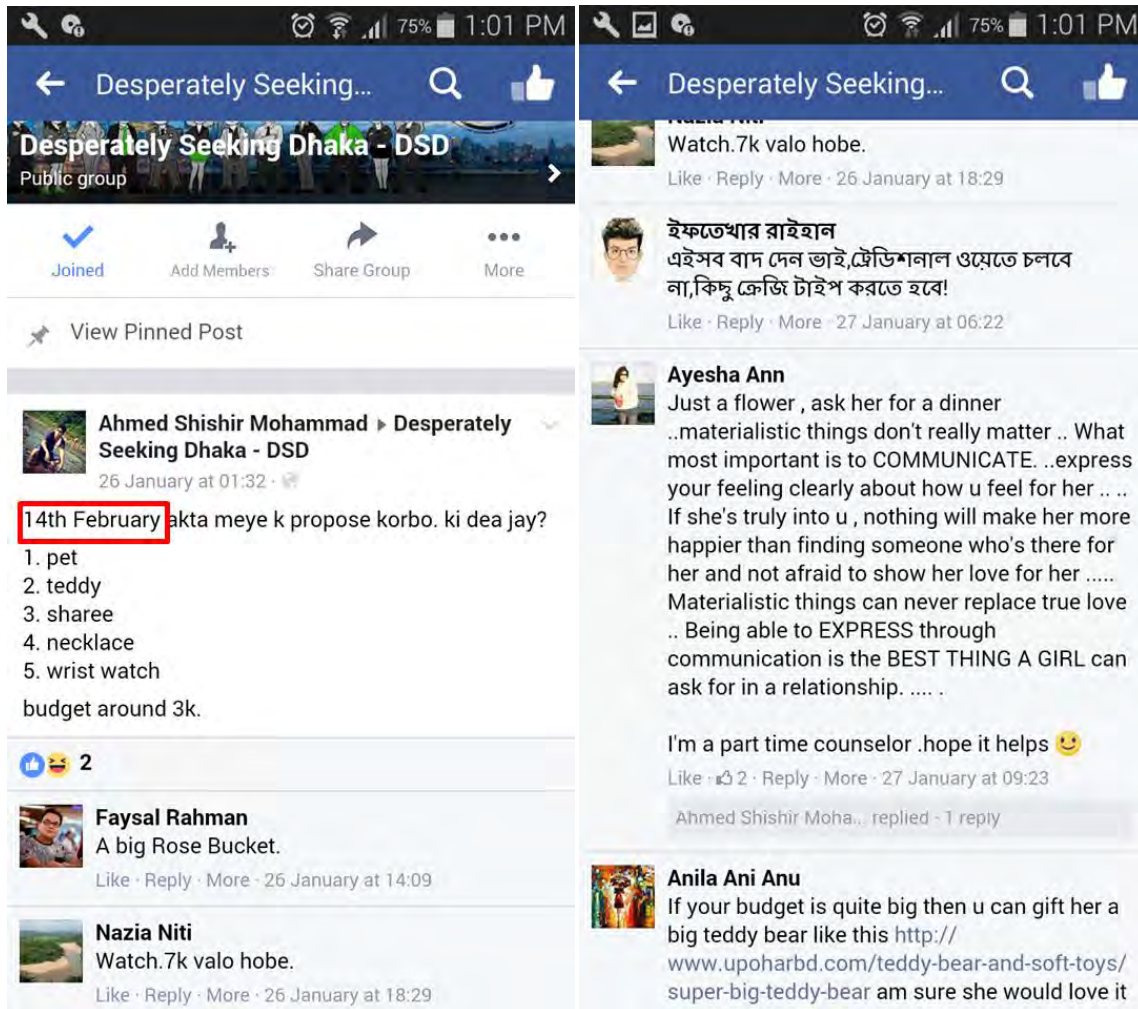 75% 1:01 PM
Desperately Seeking...
Desperately Seeking Dhaka - DSD
Public group
Joined
Add Members
Share Group
More
View Pinned Post
Ahmed Shishir Mohammad ▸ Desperately
Seeking Dhaka - DSD
26 January at 01:32 ·
14th February akta meye k propose korbo. ki dea jay?
1. pet
2. teddy
3. sharee
4. necklace
5. wrist watch
budget around 3k.
2
Faysal Rahman
A big Rose Bucket.
Like · Reply · More · 26 January at 14:09
Nazia Niti
Watch.7k valo hobe.
Like · Reply · More · 26 January at 18:29
75% 1:01 PM
Desperately Seeking...
Nazia Niti
Watch.7k valo hobe.
Like · Reply · More · 26 January at 18:29
ইফতেখার রাইহান
এইসব বাদ দেন ভাই,ট্রেডিশনাল ওয়েতে চলবে
না,কিছু ক্রেজি টাইপ করতে হবে!
Like · Reply · More · 27 January at 06:22
Ayesha Ann
Just a flower , ask her for a dinner
..materialistic things don't really matter .. What
most important is to COMMUNICATE. ..express
your feeling clearly about how u feel for her .. ..
If she's truly into u , nothing will make her more
happier than finding someone who's there for
her and not afraid to show her love for her .....
Materialistic things can never replace true love
.. Being able to EXPRESS through
communication is the BEST THING A GIRL can
ask for in a relationship. .... .
I'm a part time counselor .hope it helps 🙂
Like · 2 · Reply · More · 27 January at 09:23
Ahmed Shishir Moha... replied · 1 reply
Anila Ani Anu
If your budget is quite big then u can gift her a
big teddy bear like this http://
www.upoharbd.com/teddy-bear-and-soft-toys/
super-big-teddy-bear am sure she would love it